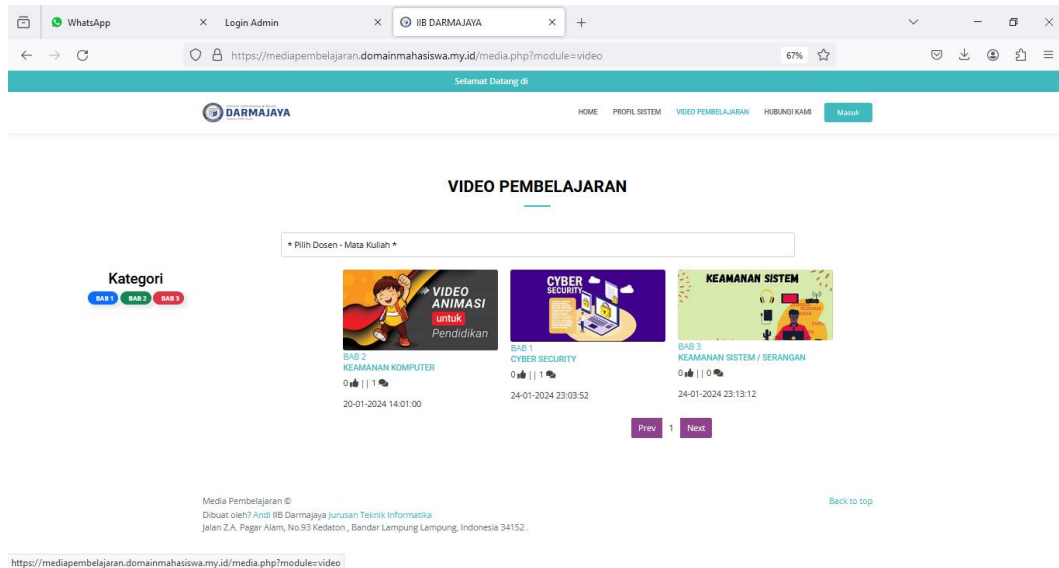 WhatsApp
Login Admin
IIB DARMAJAYA
https://mediapembelajaran.domainmahasiswa.my.id/media.php?module=video
67%
Selamat Datang di
DARMAJAYA
HOME PROFIL SISTEM VIDEO PEMBELAJARAN HUBUNGI KAMI Masuk
VIDEO PEMBELAJARAN
* Pilih Dosen - Mata Kuliah *
Kategori
BAB 1 BAB 2 BAB 3
VIDEO
ANIMASI
untuk
Pendidikan
BAB 2
KEAMANAN KOMPUTER
0 || 1
20-01-2024 14:01:00
CYBER
SECURITY
BAB 1
CYBER SECURITY
0 || 1
24-01-2024 23:03:52
KEAMANAN SISTEM
BAB 3
KEAMANAN SISTEM / SERANGAN
0 || 0
24-01-2024 23:13:12
Prev 1 Next
Media Pembelajaran ©
Back to top
Dibuat oleh? Andi IIB Darmajaya Jurusan Teknik Informatika
Jalan Z.A. Pagar Alam, No.93 Kedaton , Bandar Lampung Lampung, Indonesia 34152 .
https://mediapembelajaran.domainmahasiswa.my.id/media.php?module=video